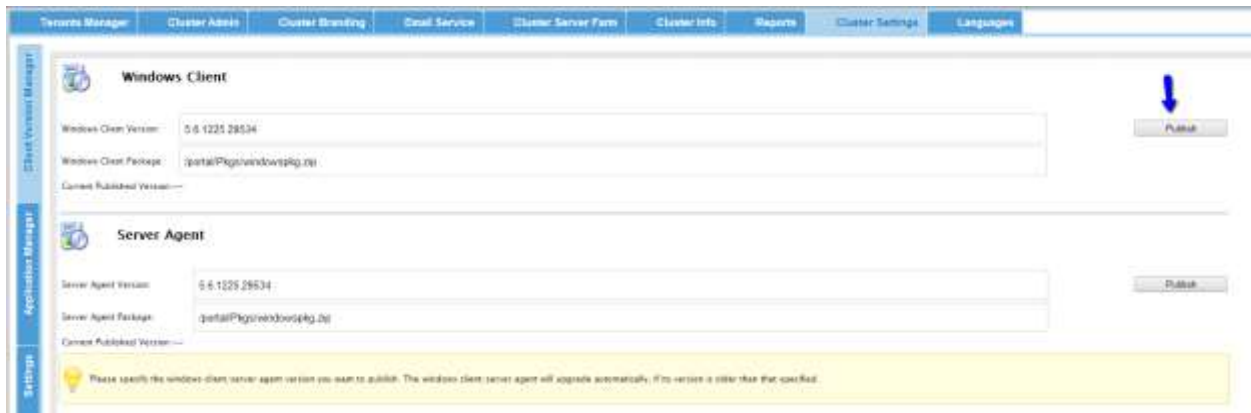 Tenants Manager Cluster Admin Cluster Branding Email Service Cluster Server Farm Cluster Info Reports Cluster Settings Languages
Client Version Manager
Application Manager
Settings
Windows Client
Windows Client Version: 5.6.1225.28534 Publish
Windows Client Package: /portal/Pkgs/windowspkg.zip
Current Published Version:---
Server Agent
Server Agent Version: 5.6.1225.28534 Publish
Server Agent Package: /portal/Pkgs/windowspkg.zip
Current Published Version:---
Please specify the windows client server agent version you want to publish. The windows client server agent will upgrade automatically, if its version is older than that specified.